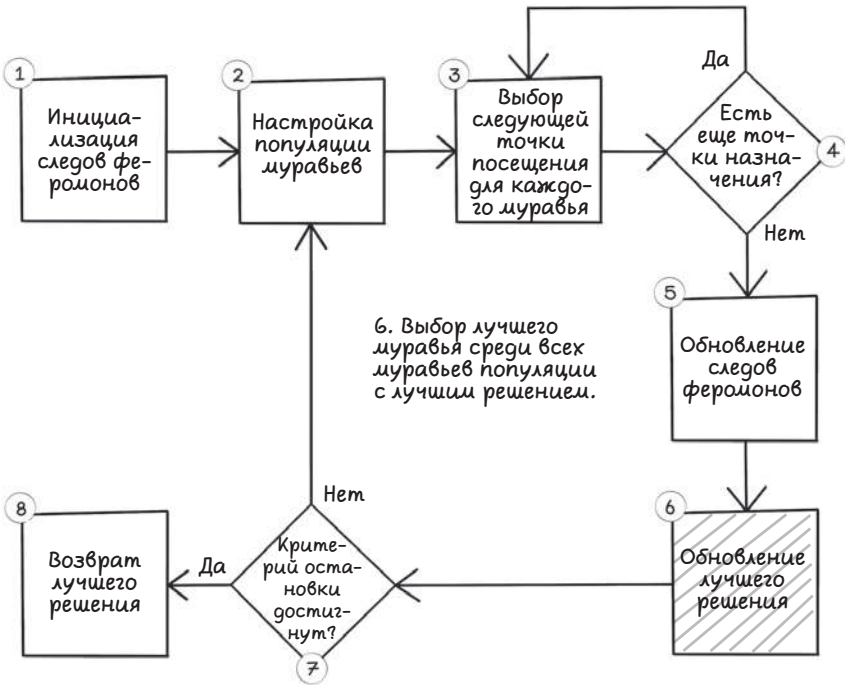 1
Инициа-
лизация
следов фе-
ромонов
2
Настройка
популяции
муравьев
3
Выбор
следующей
точки
посещения
для каждо-
го муравья
Да
Есть
еще точ-
ки назна-
чения?
4
Нет
5
Обновление
следов
феромонов
6. Выбор лучшего
муравья среди всех
муравьев популяции
с лучшим решением.
6
Обновление
лучшего
решения
Нет
Крите-
рий оста-
новки
достиг-
нут?
7
Да
8
Возврат
лучшего
решения